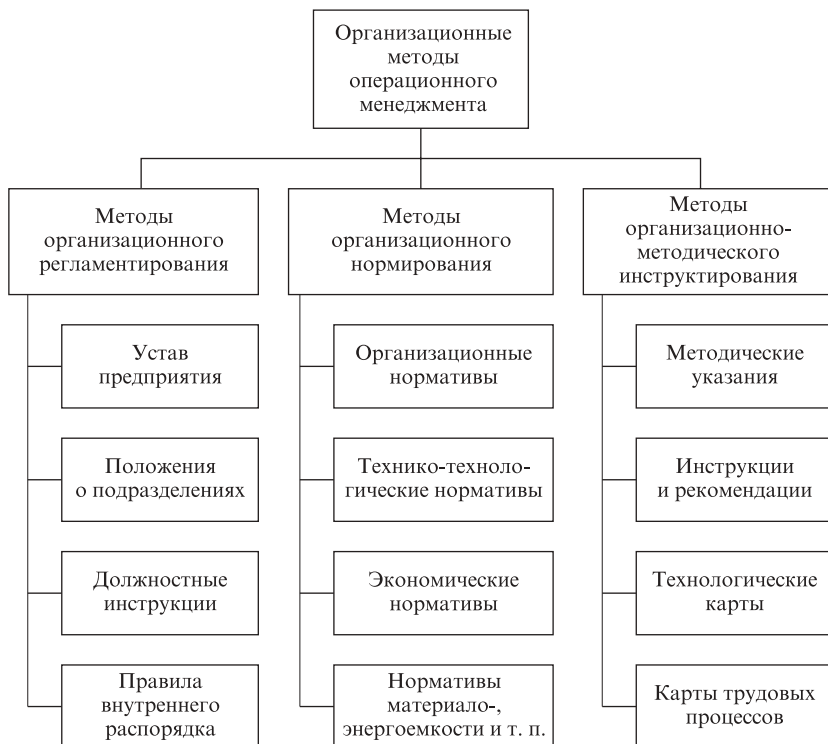 Организационные
методы
операционного
менеджмента
Методы
организационного
регламентирования
Методы
организационного
нормирования
Методы
организационно-
методического
инструктирования
Устав
предприятия
Организационные
нормативы
Методические
указания
Положения
о подразделениях
Технико-техноло-
гические нормативы
Инструкции
и рекомендации
Должностные
инструкции
Экономические
нормативы
Технологические
карты
Правила
внутреннего
распорядка
Нормативы
материало-,
энергоемкости и т. п.
Карты трудовых
процессов